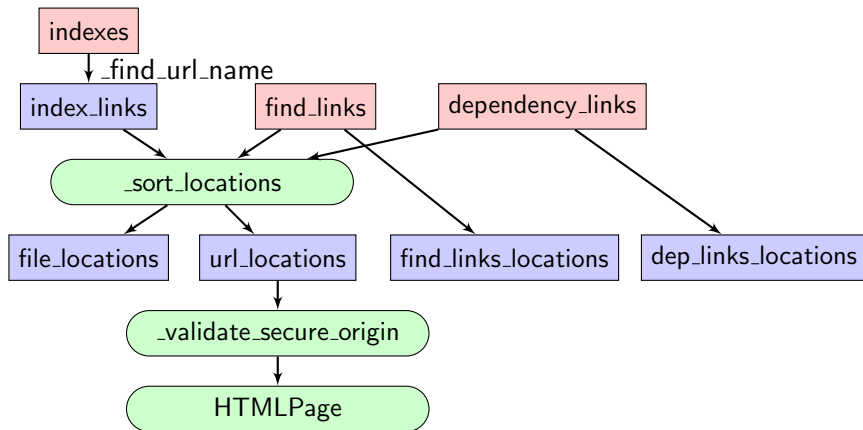 indexes
_find_url_name
index_links
find_links
dependency_links
_sort_locations
file_locations
url_locations
find_links_locations
dep_links_locations
_validate_secure_origin
HTMLPage